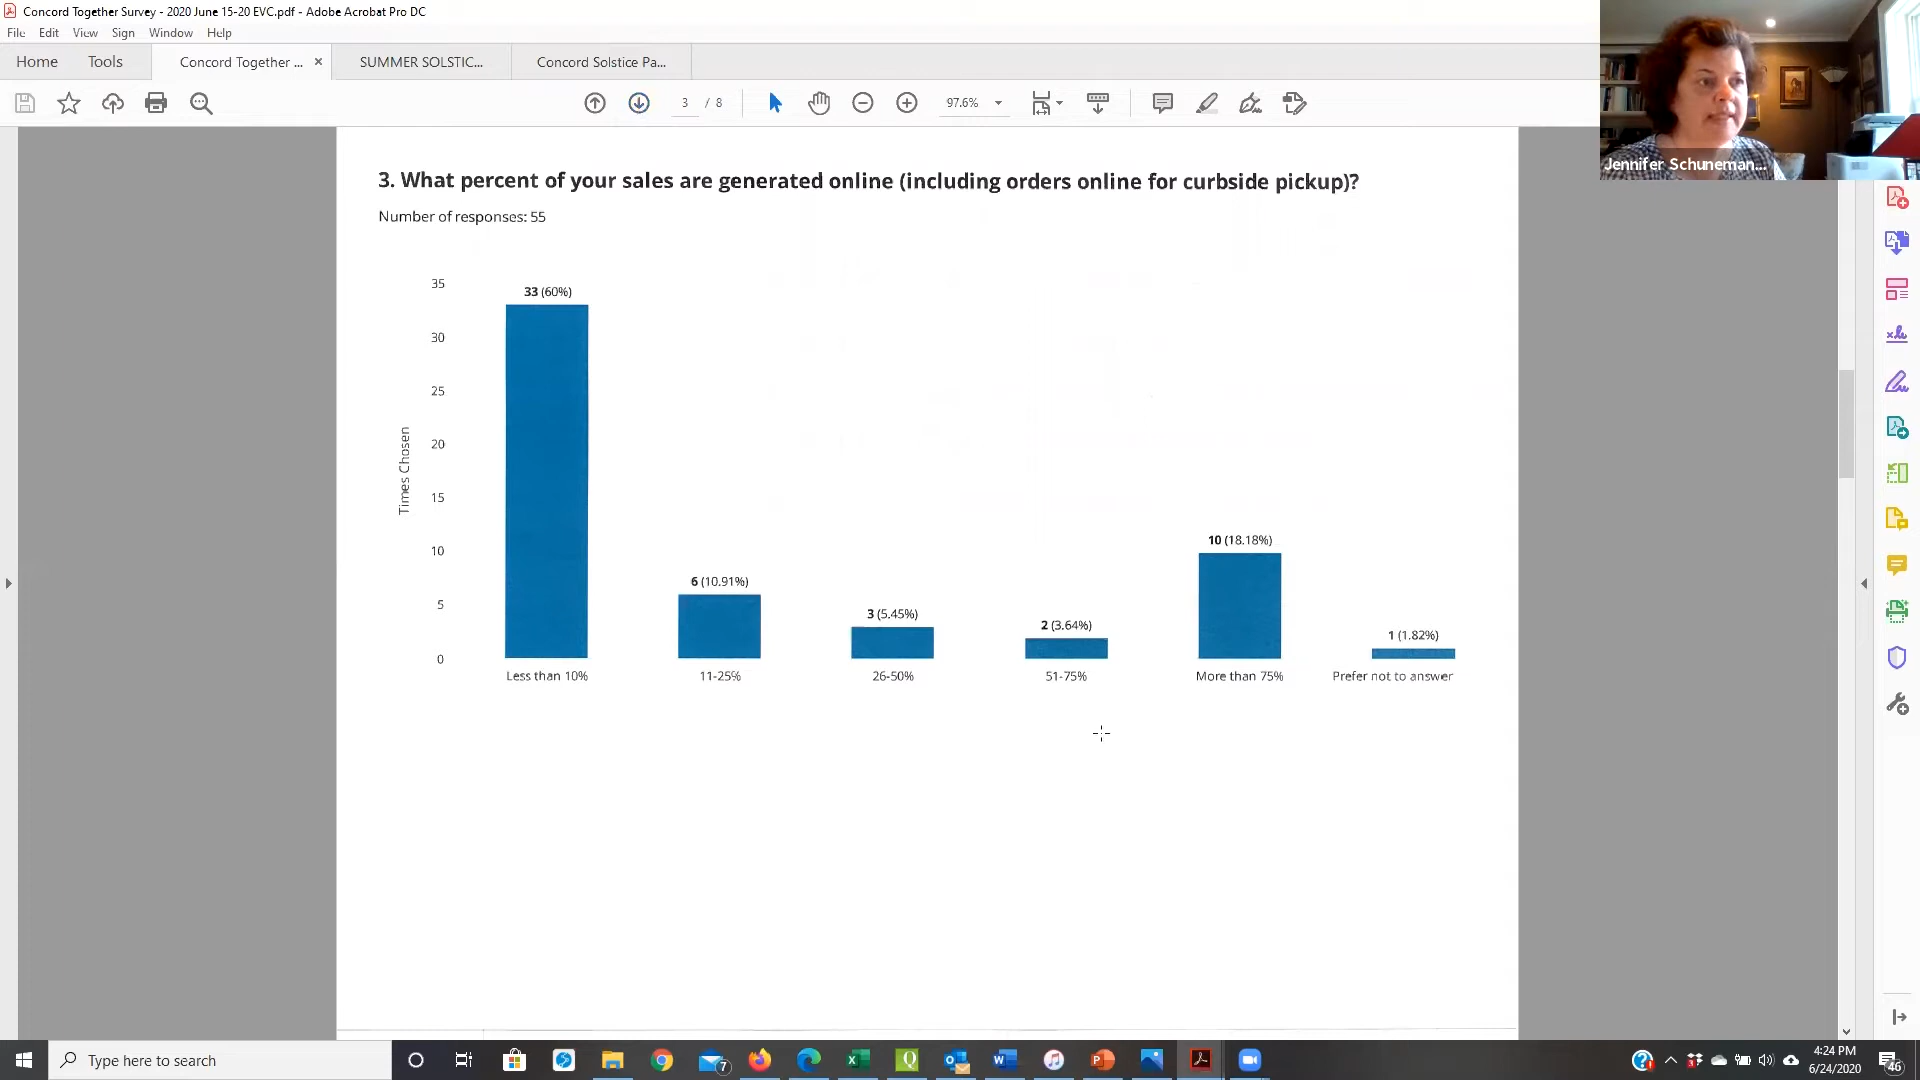 Concord Together Survey - 2020 June 15-20 EVC.pdf - Adobe Acrobat Pro DC
File Edit View Sign Window Help
Home Tools Concord Together ... × SUMMER SOLSTIC... Concord Solstice Pa...
3 / 8 97.6%
Jennifer Schuneman...
3. What percent of your sales are generated online (including orders online for curbside pickup)?
Number of responses: 55
Times Chosen
35
30
25
20
15
10
5
0
33 (60%)
6 (10.91%)
3 (5.45%)
2 (3.64%)
10 (18.18%)
1 (1.82%)
Less than 10% 11-25% 26-50% 51-75% More than 75% Prefer not to answer
Type here to search
7
4:24 PM
6/24/2020
46